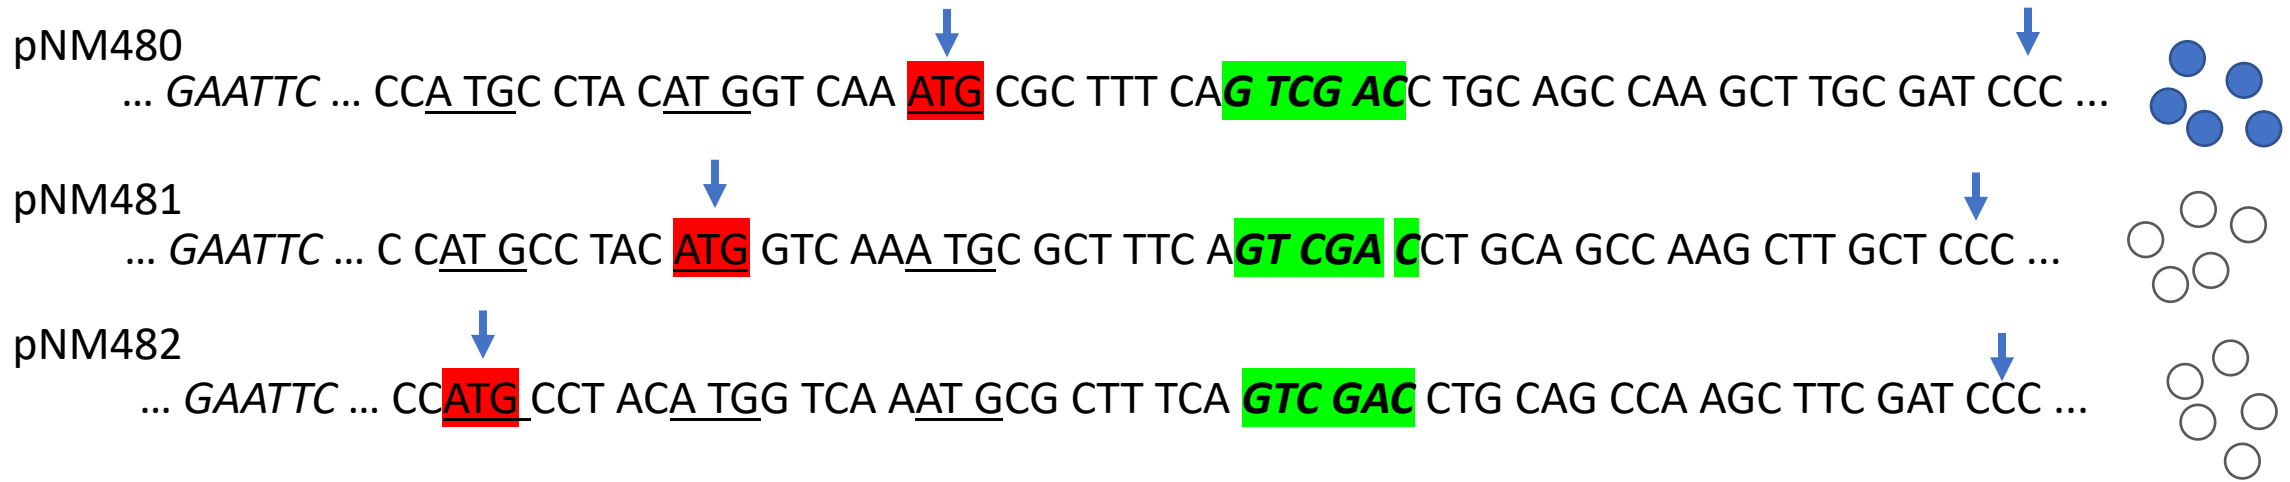 pNM480
... GAATTC ... CCA TGC CTA CAT GGT CAA ATG CGC TTT CAG TCG ACC TGC AGC CAA GCT TGC GAT CCC ...
pNM481
... GAATTC ... C CAT GCC TAC ATG GTC AAA TGC GCT TTC AGT CGA CCT GCA GCC AAG CTT GCT CCC ...
pNM482
... GAATTC ... CCATG CCT ACA TGG TCA AAT GCG CTT TCA GTC GAC CTG CAG CCA AGC TTC GAT CCC ...